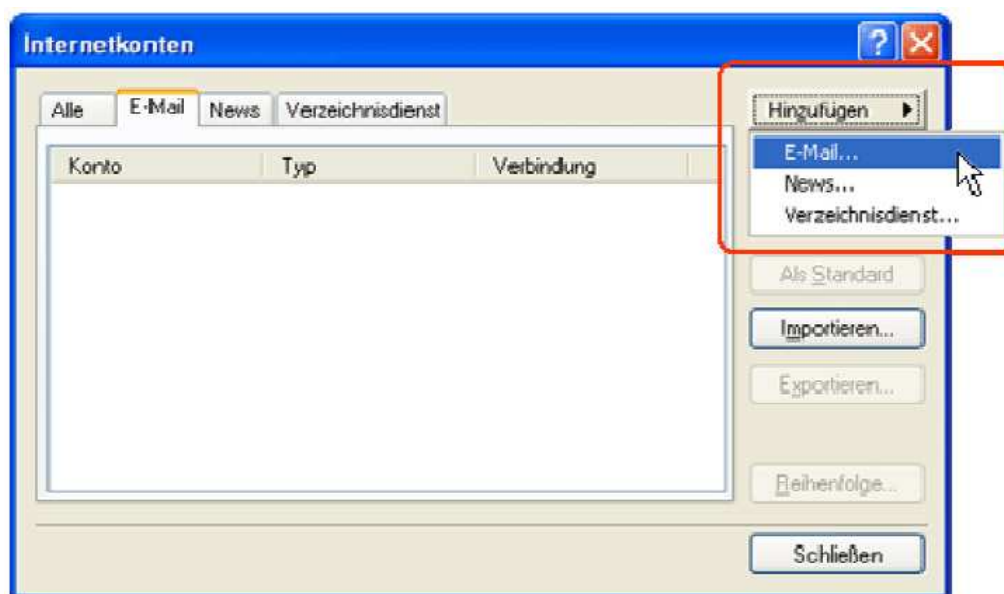 Internetkonten
Alle E-Mail News Verzeichnisdienst
Hinzufügen
Konto Typ Verbindung
E-Mail...
News...
Verzeichnisdienst...
Als Standard
Importieren...
Exportieren...
Reihenfolge...
Schließen